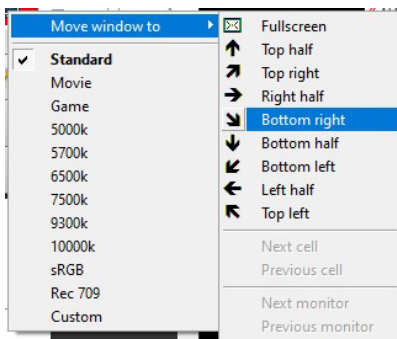 Move window to
Standard
Movie
Game
5000k
5700k
6500k
7500k
9300k
10000k
sRGB
Rec 709
Custom
Fullscreen
Top half
Top right
Right half
Bottom right
Bottom half
Bottom left
Left half
Top left
Next cell
Previous cell
Next monitor
Previous monitor